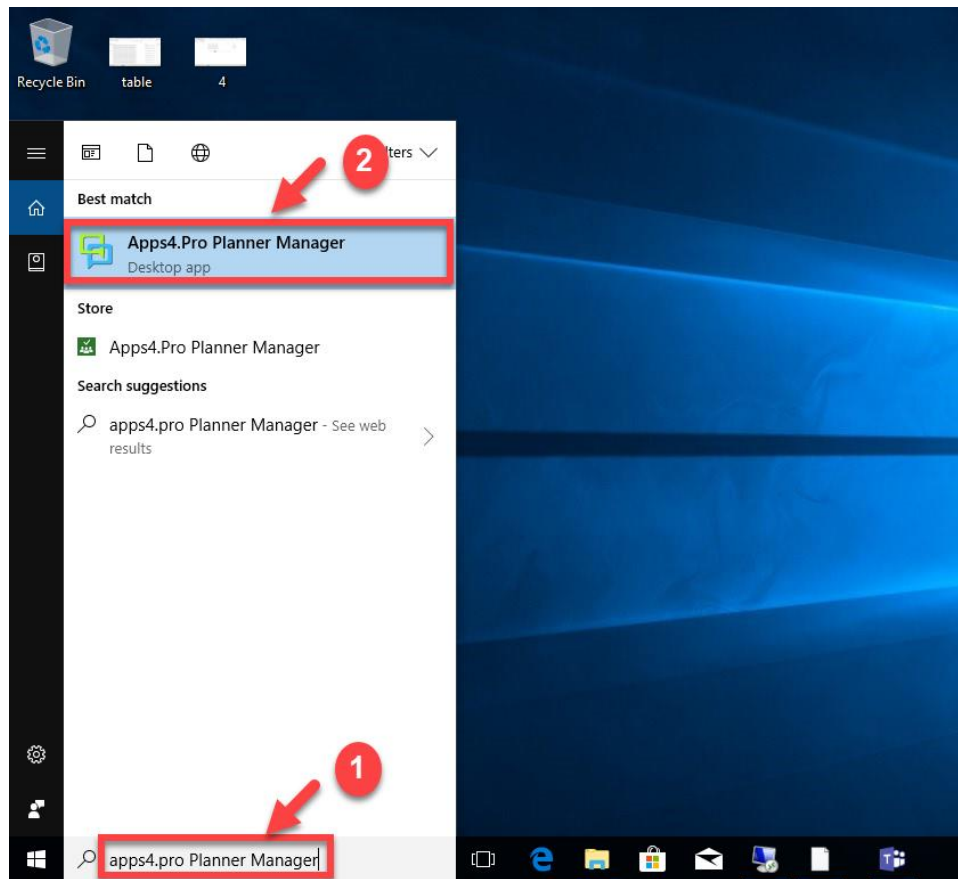 Recycle Bin
table
4
2
Best match
Apps4.Pro Planner Manager
Desktop app
Store
Apps4.Pro Planner Manager
Search suggestions
apps4.pro Planner Manager - See web
results
1
apps4.pro Planner Manager